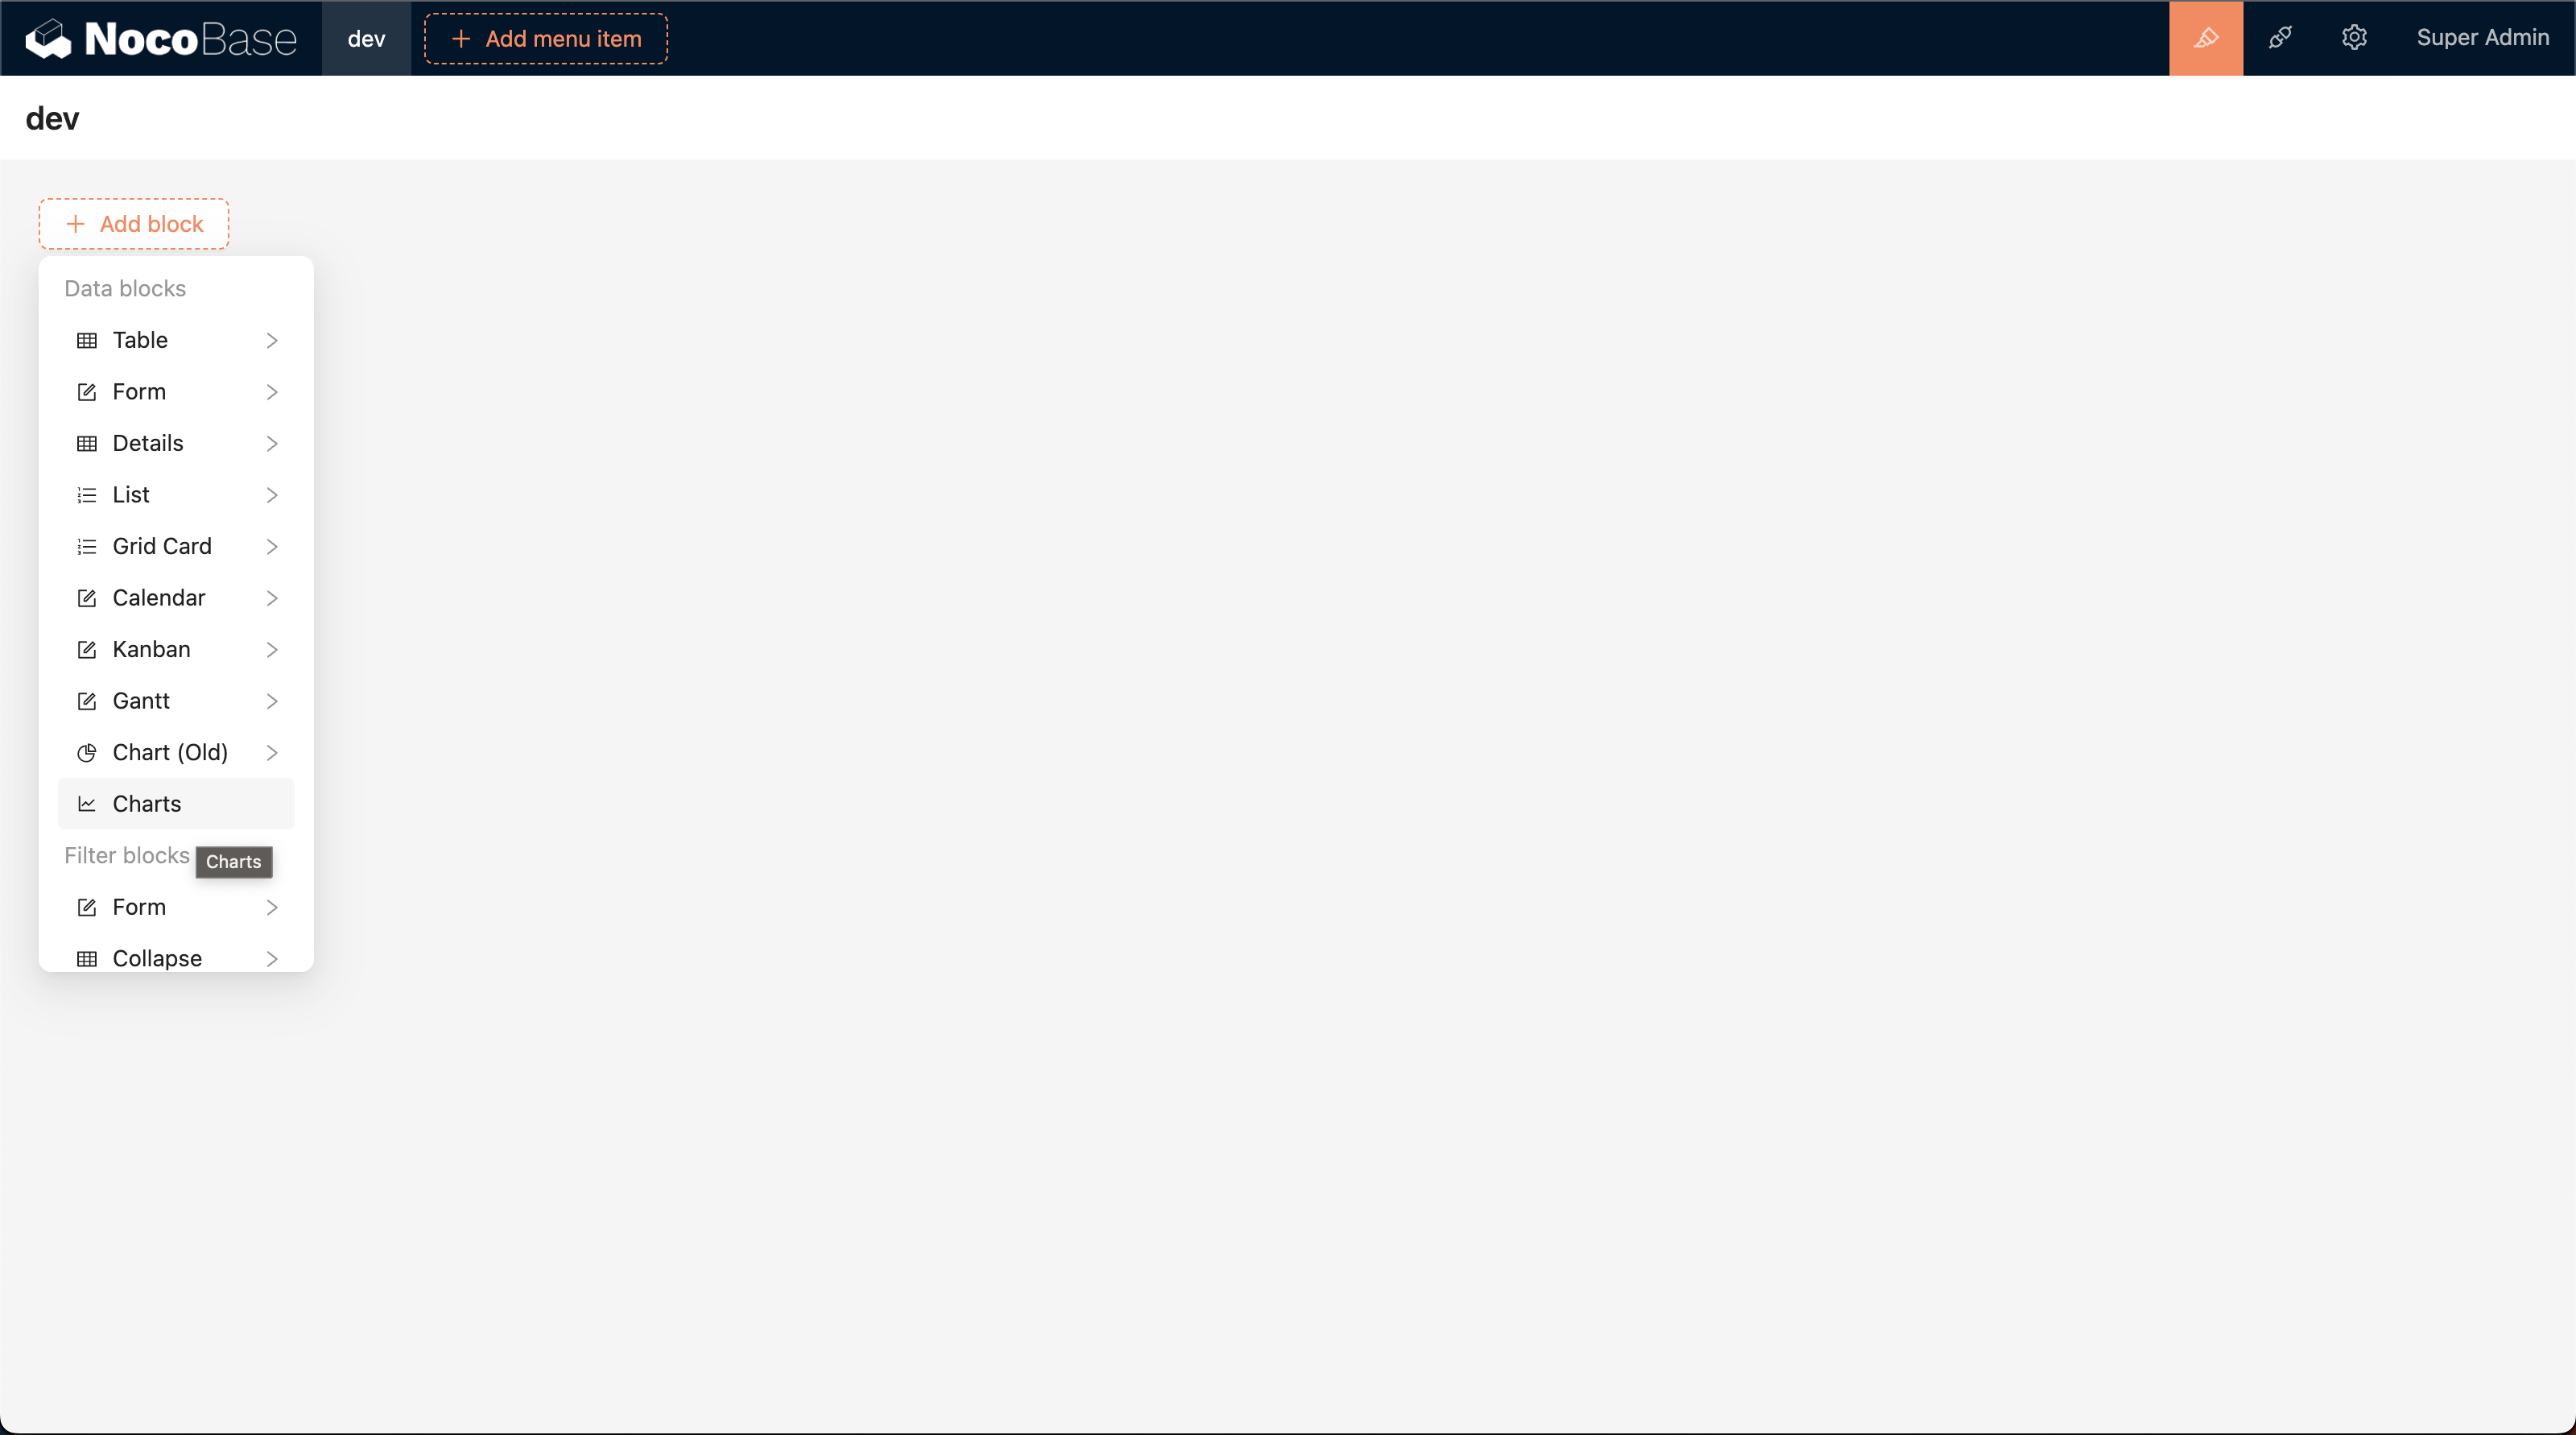 NocoBase dev Add menu item Super Admin
dev
Add block
Data blocks
Table
Form
Details
List
Grid Card
Calendar
Kanban
Gantt
Chart (Old)
Charts
Filter blocks
Charts
Form
Collapse